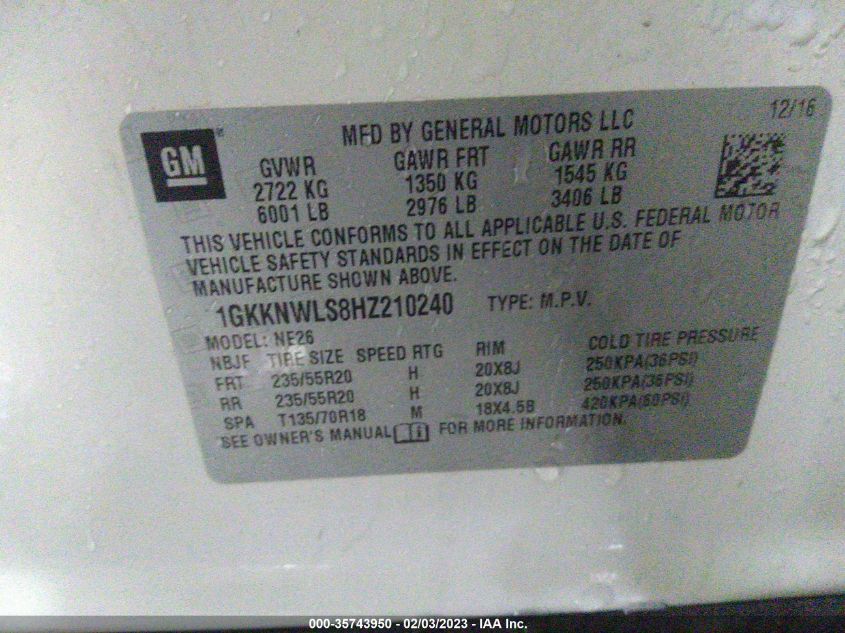 12/16
GM
MFD BY GENERAL MOTORS LLC
GVWR GAWR FRT GAWR RR
2722 KG 1350 KG 1545 KG
6001 LB 2976 LB 3406 LB
THIS VEHICLE CONFORMS TO ALL APPLICABLE U.S. FEDERAL MOTOR
VEHICLE SAFETY STANDARDS IN EFFECT ON THE DATE OF
MANUFACTURE SHOWN ABOVE.
1GKKNWLS8HZ210240 TYPE: M.P.V.
MODEL: NE26
NBJF TIRE SIZE SPEED RTG RIM COLD TIRE PRESSURE
FRT 235/55R20 H 20X8J 250KPA(36PSI)
RR 235/55R20 H 20X8J 250KPA(36PSI)
SPA T135/70R18 M 18X4.5B 420KPA(60PSI)
SEE OWNER'S MANUAL FOR MORE INFORMATION.
000-35743950 - 02/03/2023 - IAA Inc.